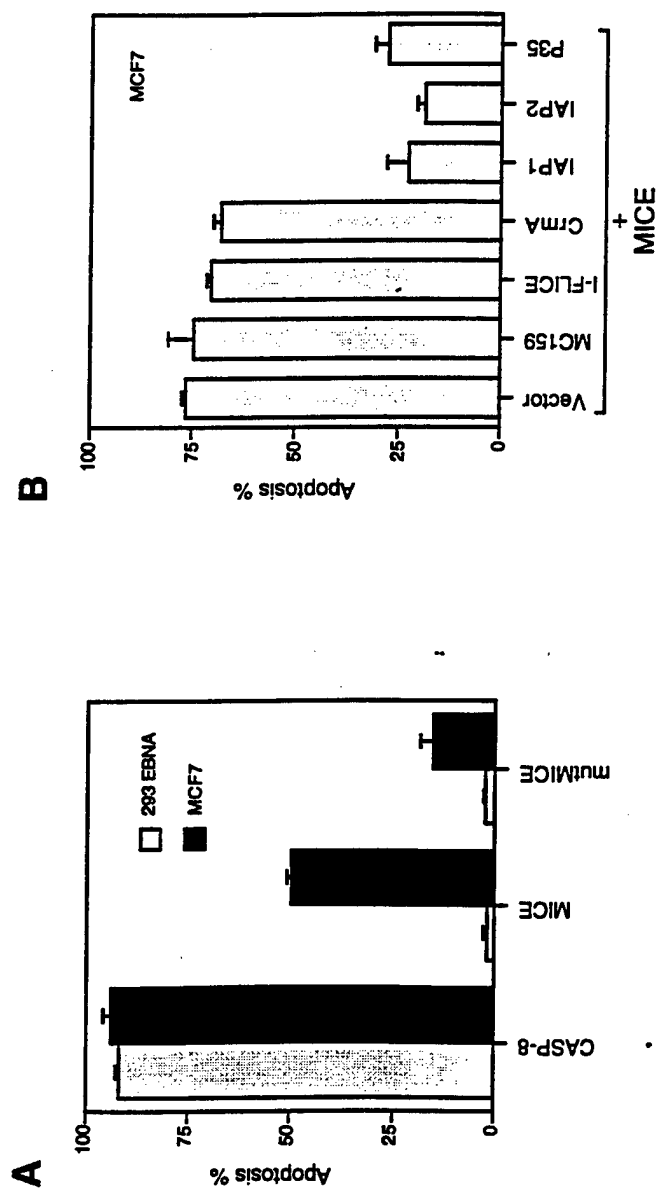 A
Apoptosis %
100
75
50
25
0
293 EBNA
MCF7
CASP-8
MICE
mutMICE
B
Apoptosis %
100
75
50
25
0
MCF7
Vector
MC159
I-FLICE
CrmA
IAP1
IAP2
P35
+
MICE